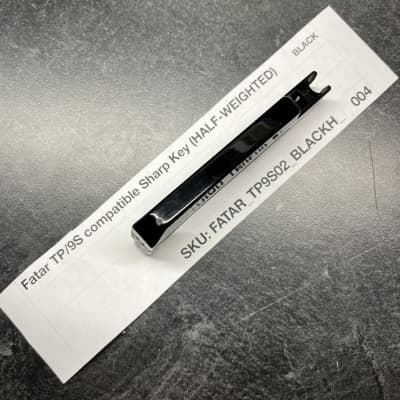 Fatar TP/9S compatible Sharp Key (HALF-WEIGHTED)
BLACK
SKU: FATAR_TP9S02_BLACKH_ 004